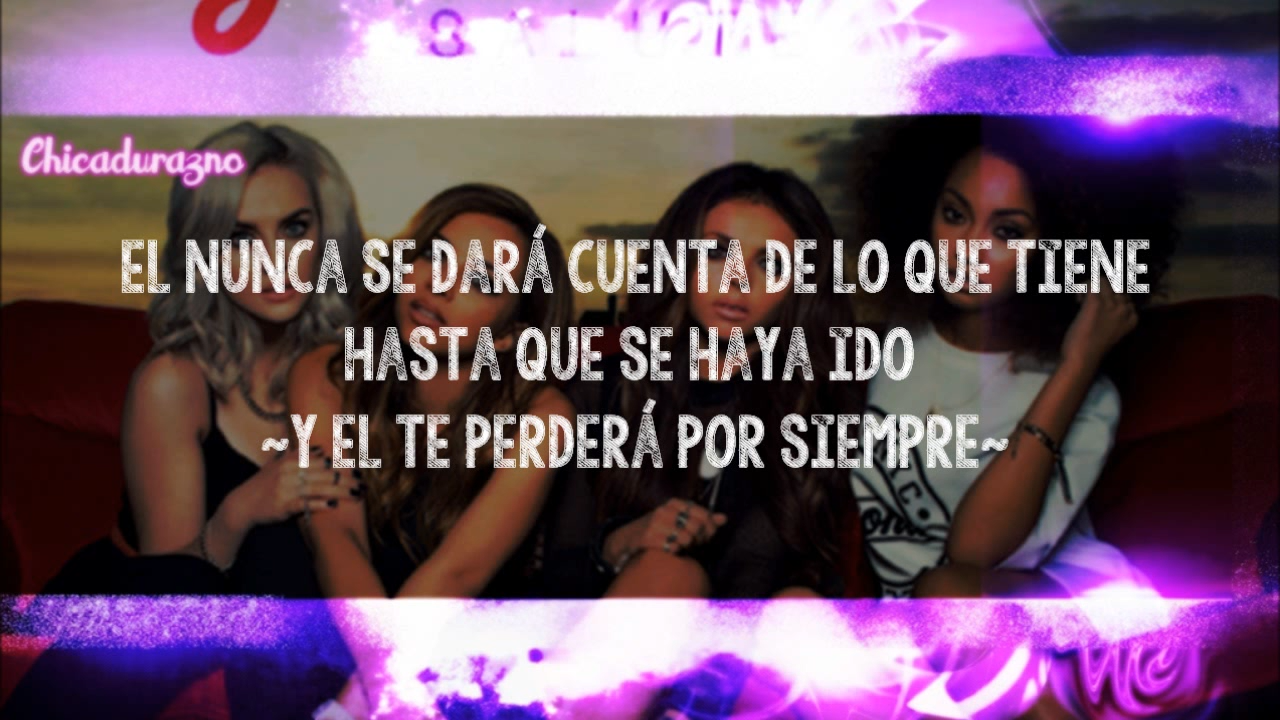 Chicadurazno
EL NUNCA SE DARÁ CUENTA DE LO QUE TIENE
HASTA QUE SE HAYA IDO
~Y EL TE PERDERÁ POR SIEMPRE~